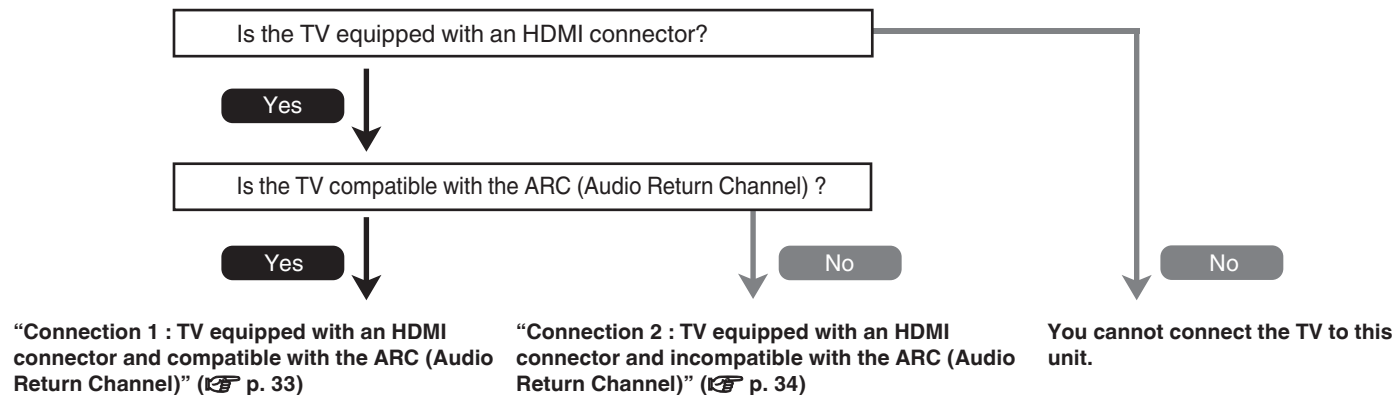 Is the TV equipped with an HDMI connector?
Yes
Is the TV compatible with the ARC (Audio Return Channel) ?
Yes
No
No
“Connection 1 : TV equipped with an HDMI
connector and compatible with the ARC (Audio
Return Channel)” (☞ p. 33)
“Connection 2 : TV equipped with an HDMI
connector and incompatible with the ARC (Audio
Return Channel)” (☞ p. 34)
You cannot connect the TV to this
unit.